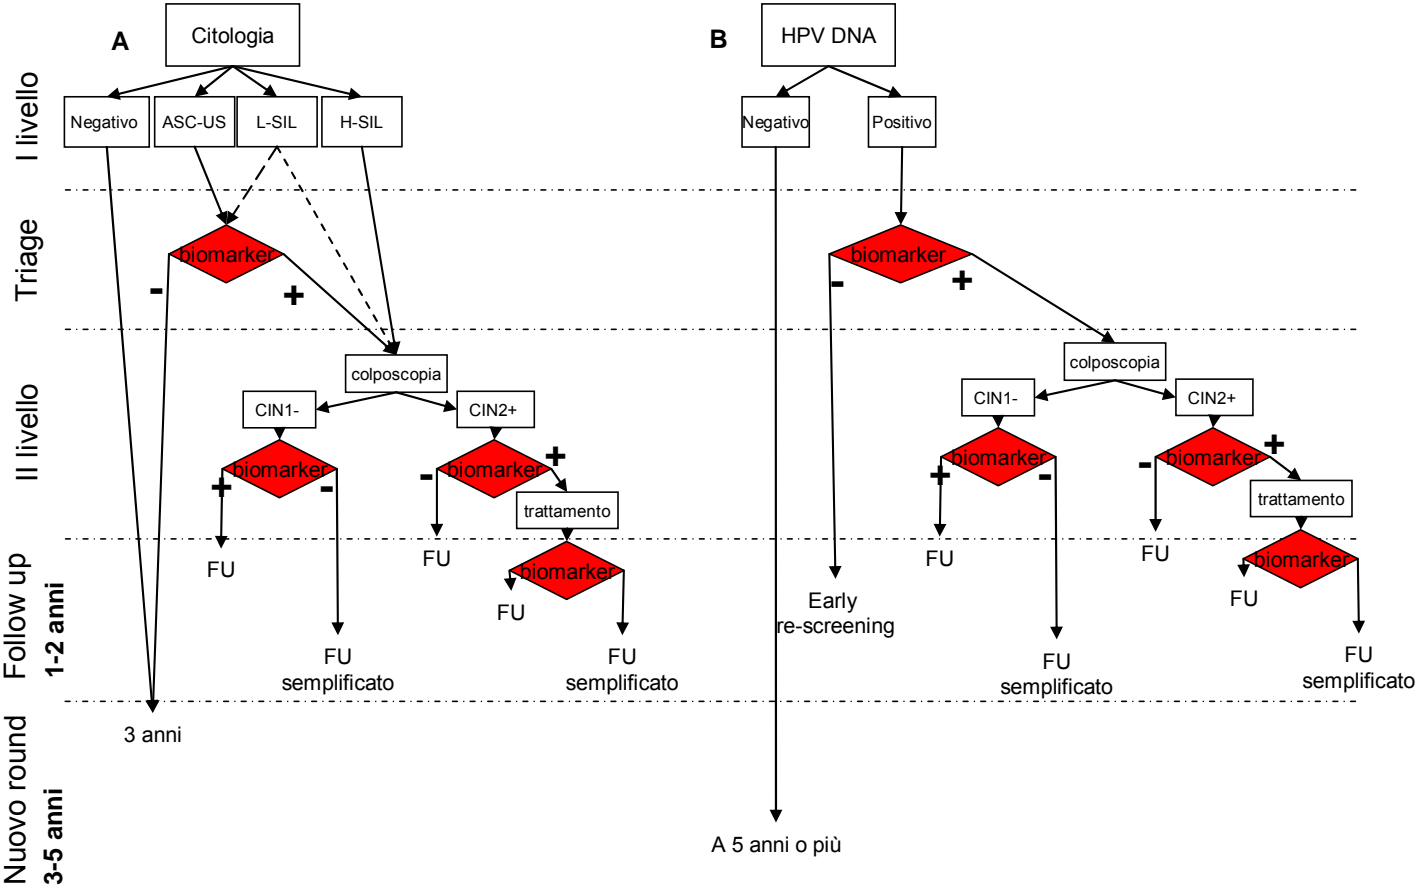 A
Citologia
B
HPV DNA
I livello
Negativo
ASC-US
L-SIL
H-SIL
Negativo
Positivo
Triage
biomarker
-
+
biomarker
-
+
II livello
colposcopia
CIN1-
CIN2+
biomarker
+
-
biomarker
-
+
trattamento
colposcopia
CIN1-
CIN2+
biomarker
+
-
biomarker
-
+
trattamento
Follow up
1-2 anni
FU
FU
semplificato
FU
biomarker
FU
FU
semplificato
Early
re-screening
FU
FU
semplificato
FU
biomarker
FU
FU
semplificato
Nuovo round
3-5 anni
3 anni
A 5 anni o più